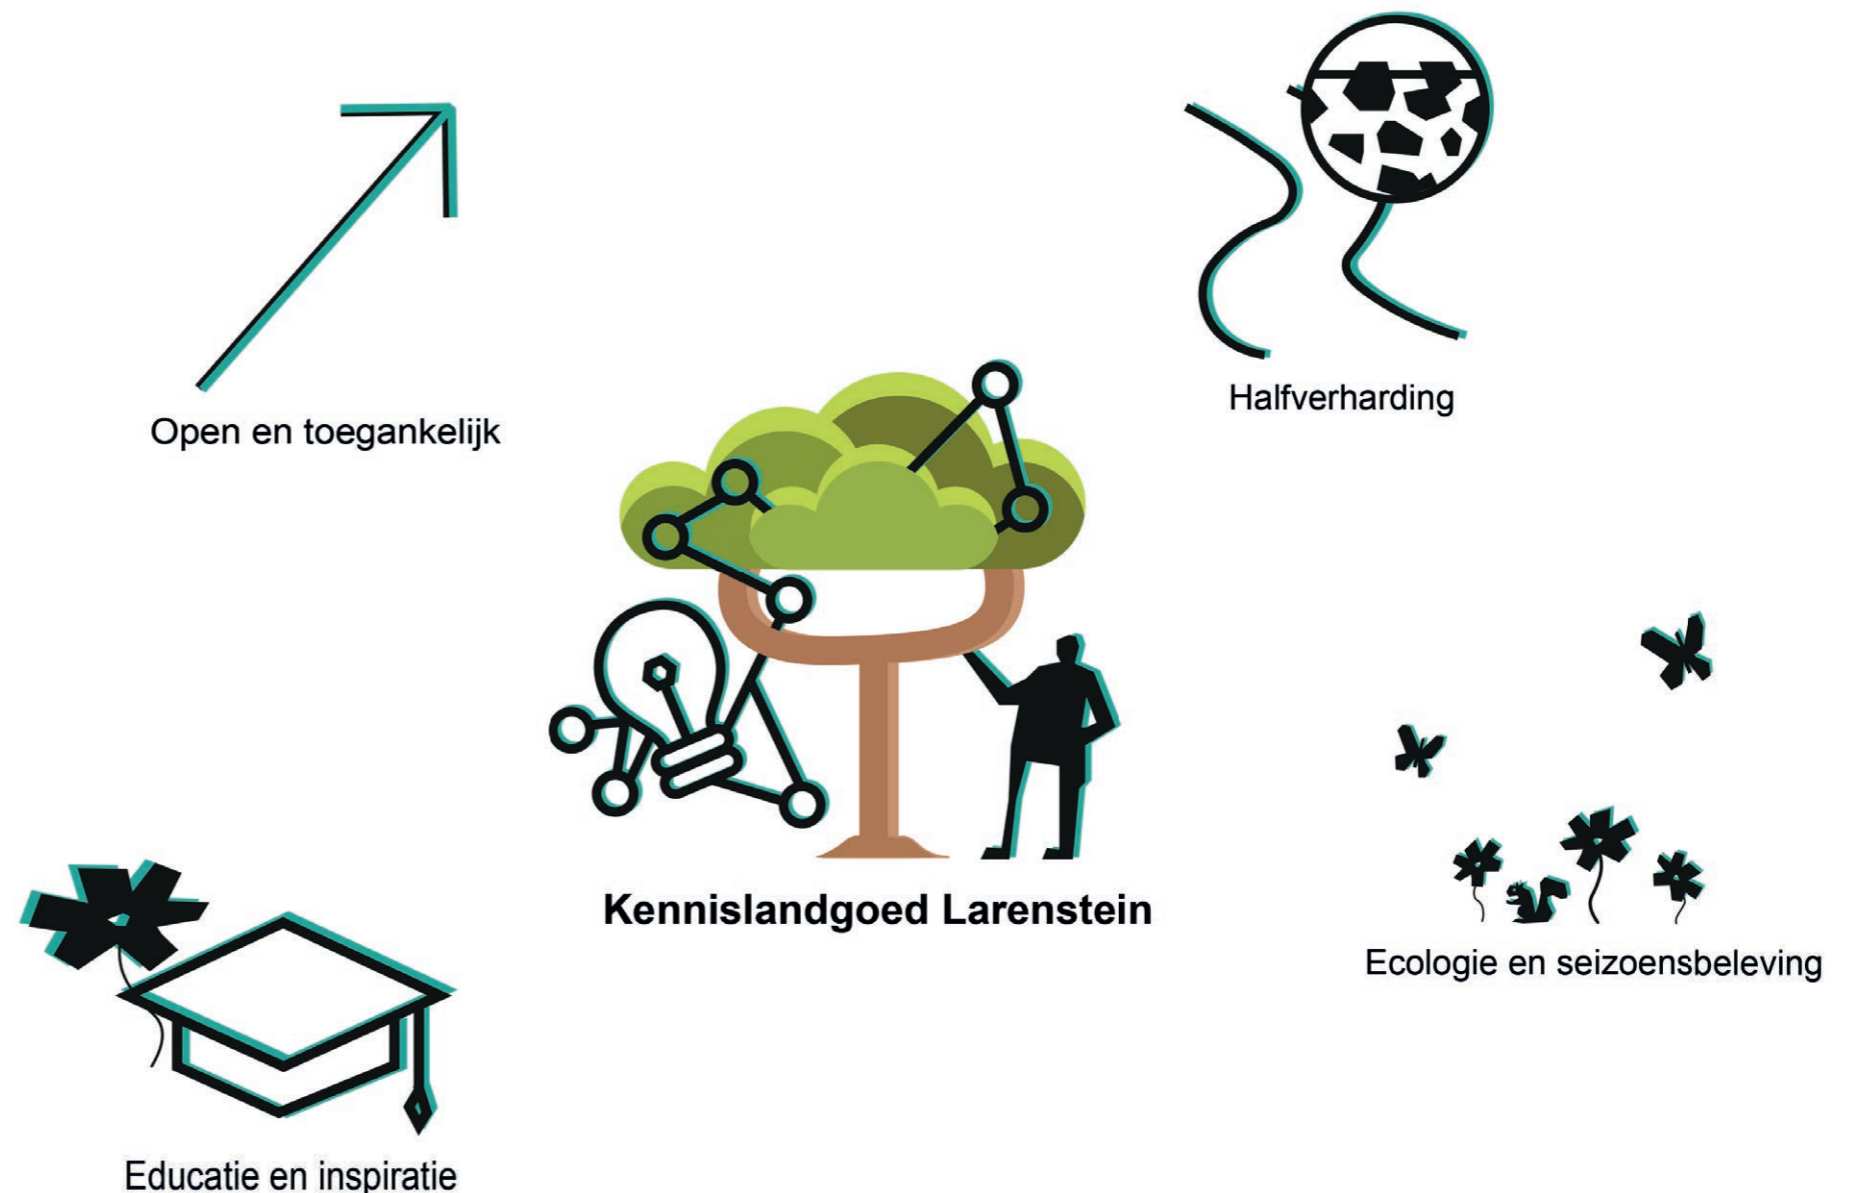 Open en toegankelijk
Halfverharding
Kennislandgoed Larenstein
Ecologie en seizoensbeleving
Educatie en inspiratie